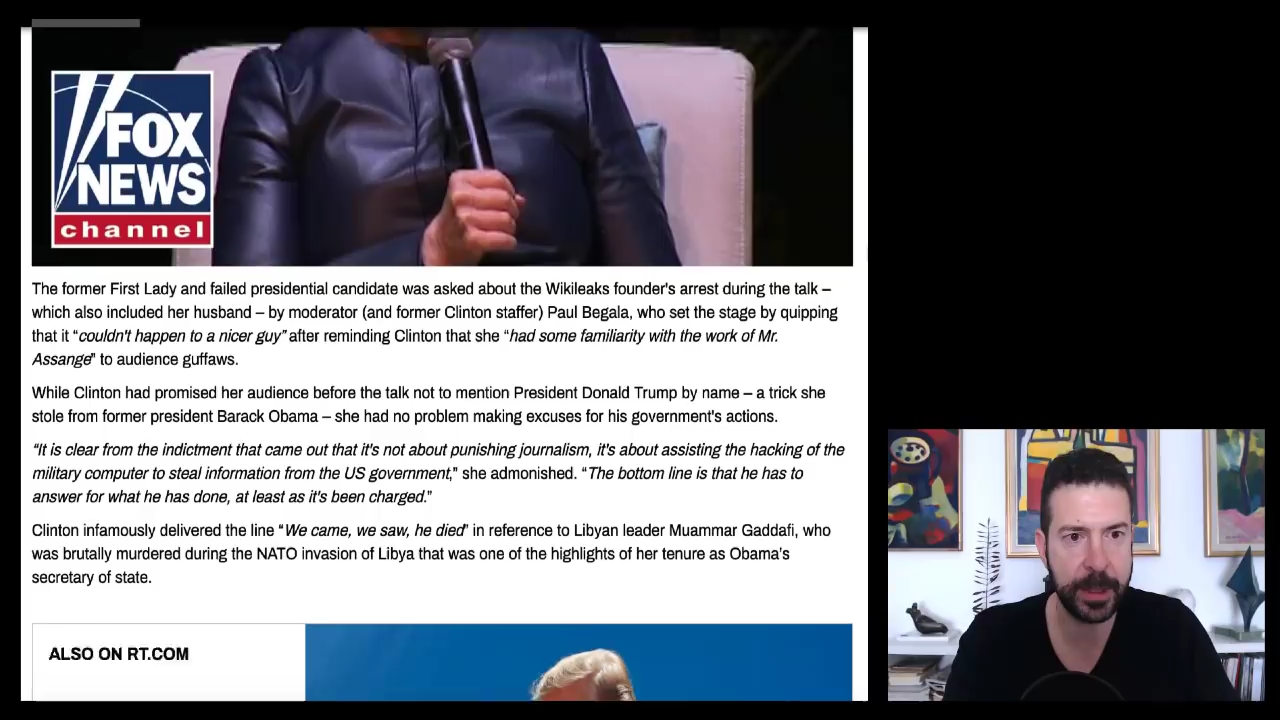 FOX
NEWS
channel
The former First Lady and failed presidential candidate was asked about the Wikileaks founder's arrest during the talk –
which also included her husband – by moderator (and former Clinton staffer) Paul Begala, who set the stage by quipping
that it “couldn't happen to a nicer guy” after reminding Clinton that she “had some familiarity with the work of Mr.
Assange” to audience guffaws.
While Clinton had promised her audience before the talk not to mention President Donald Trump by name – a trick she
stole from former president Barack Obama – she had no problem making excuses for his government's actions.
“It is clear from the indictment that came out that it's not about punishing journalism, it's about assisting the hacking of the
military computer to steal information from the US government,” she admonished. “The bottom line is that he has to
answer for what he has done, at least as it's been charged.”
Clinton infamously delivered the line “We came, we saw, he died” in reference to Libyan leader Muammar Gaddafi, who
was brutally murdered during the NATO invasion of Libya that was one of the highlights of her tenure as Obama’s
secretary of state.
ALSO ON RT.COM